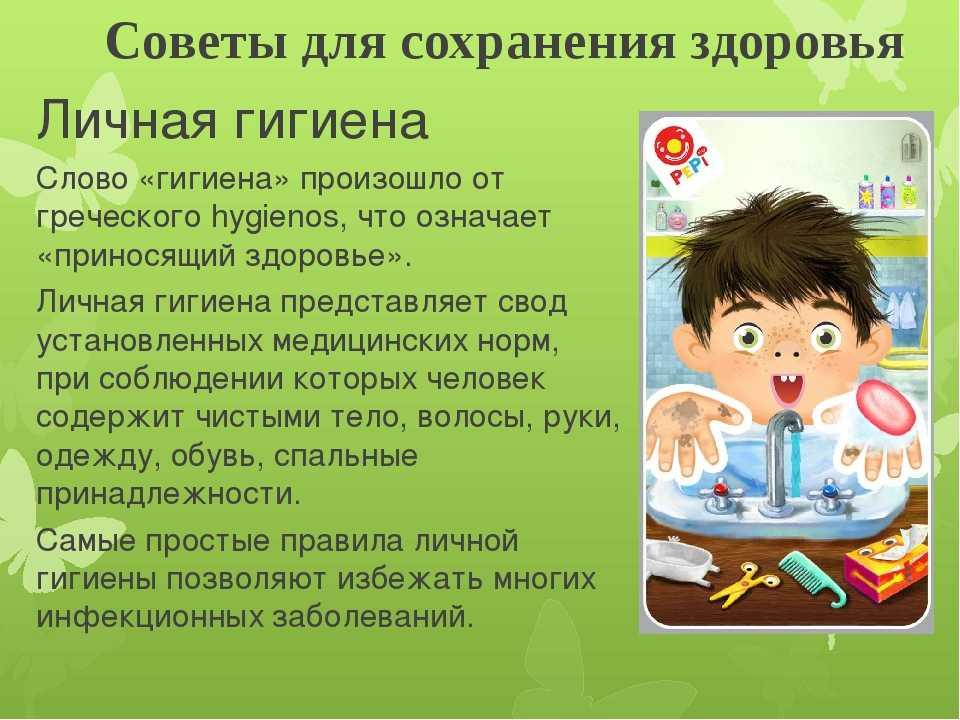 Советы для сохранения здоровья
Личная гигиена
Слово «гигиена» произошло от
греческого hygienos, что означает
«приносящий здоровье».
Личная гигиена представляет свод
установленных медицинских норм,
при соблюдении которых человек
содержит чистыми тело, волосы, руки,
одежду, обувь, спальные
принадлежности.
Самые простые правила личной
гигиены позволяют избежать многих
инфекционных заболеваний.
PEPI